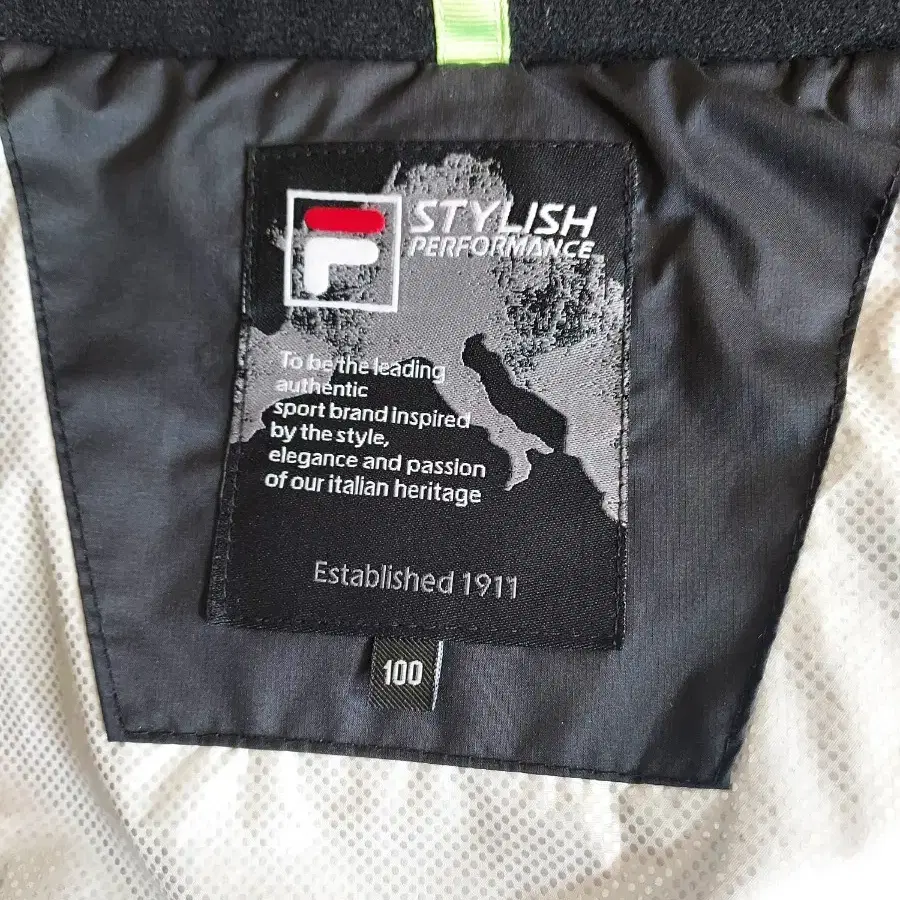 STYLISH
PERFORMANCE
To be the leading
authentic
sport brand inspired
by the style,
elegance and passion
of our italian heritage
Established 1911
100